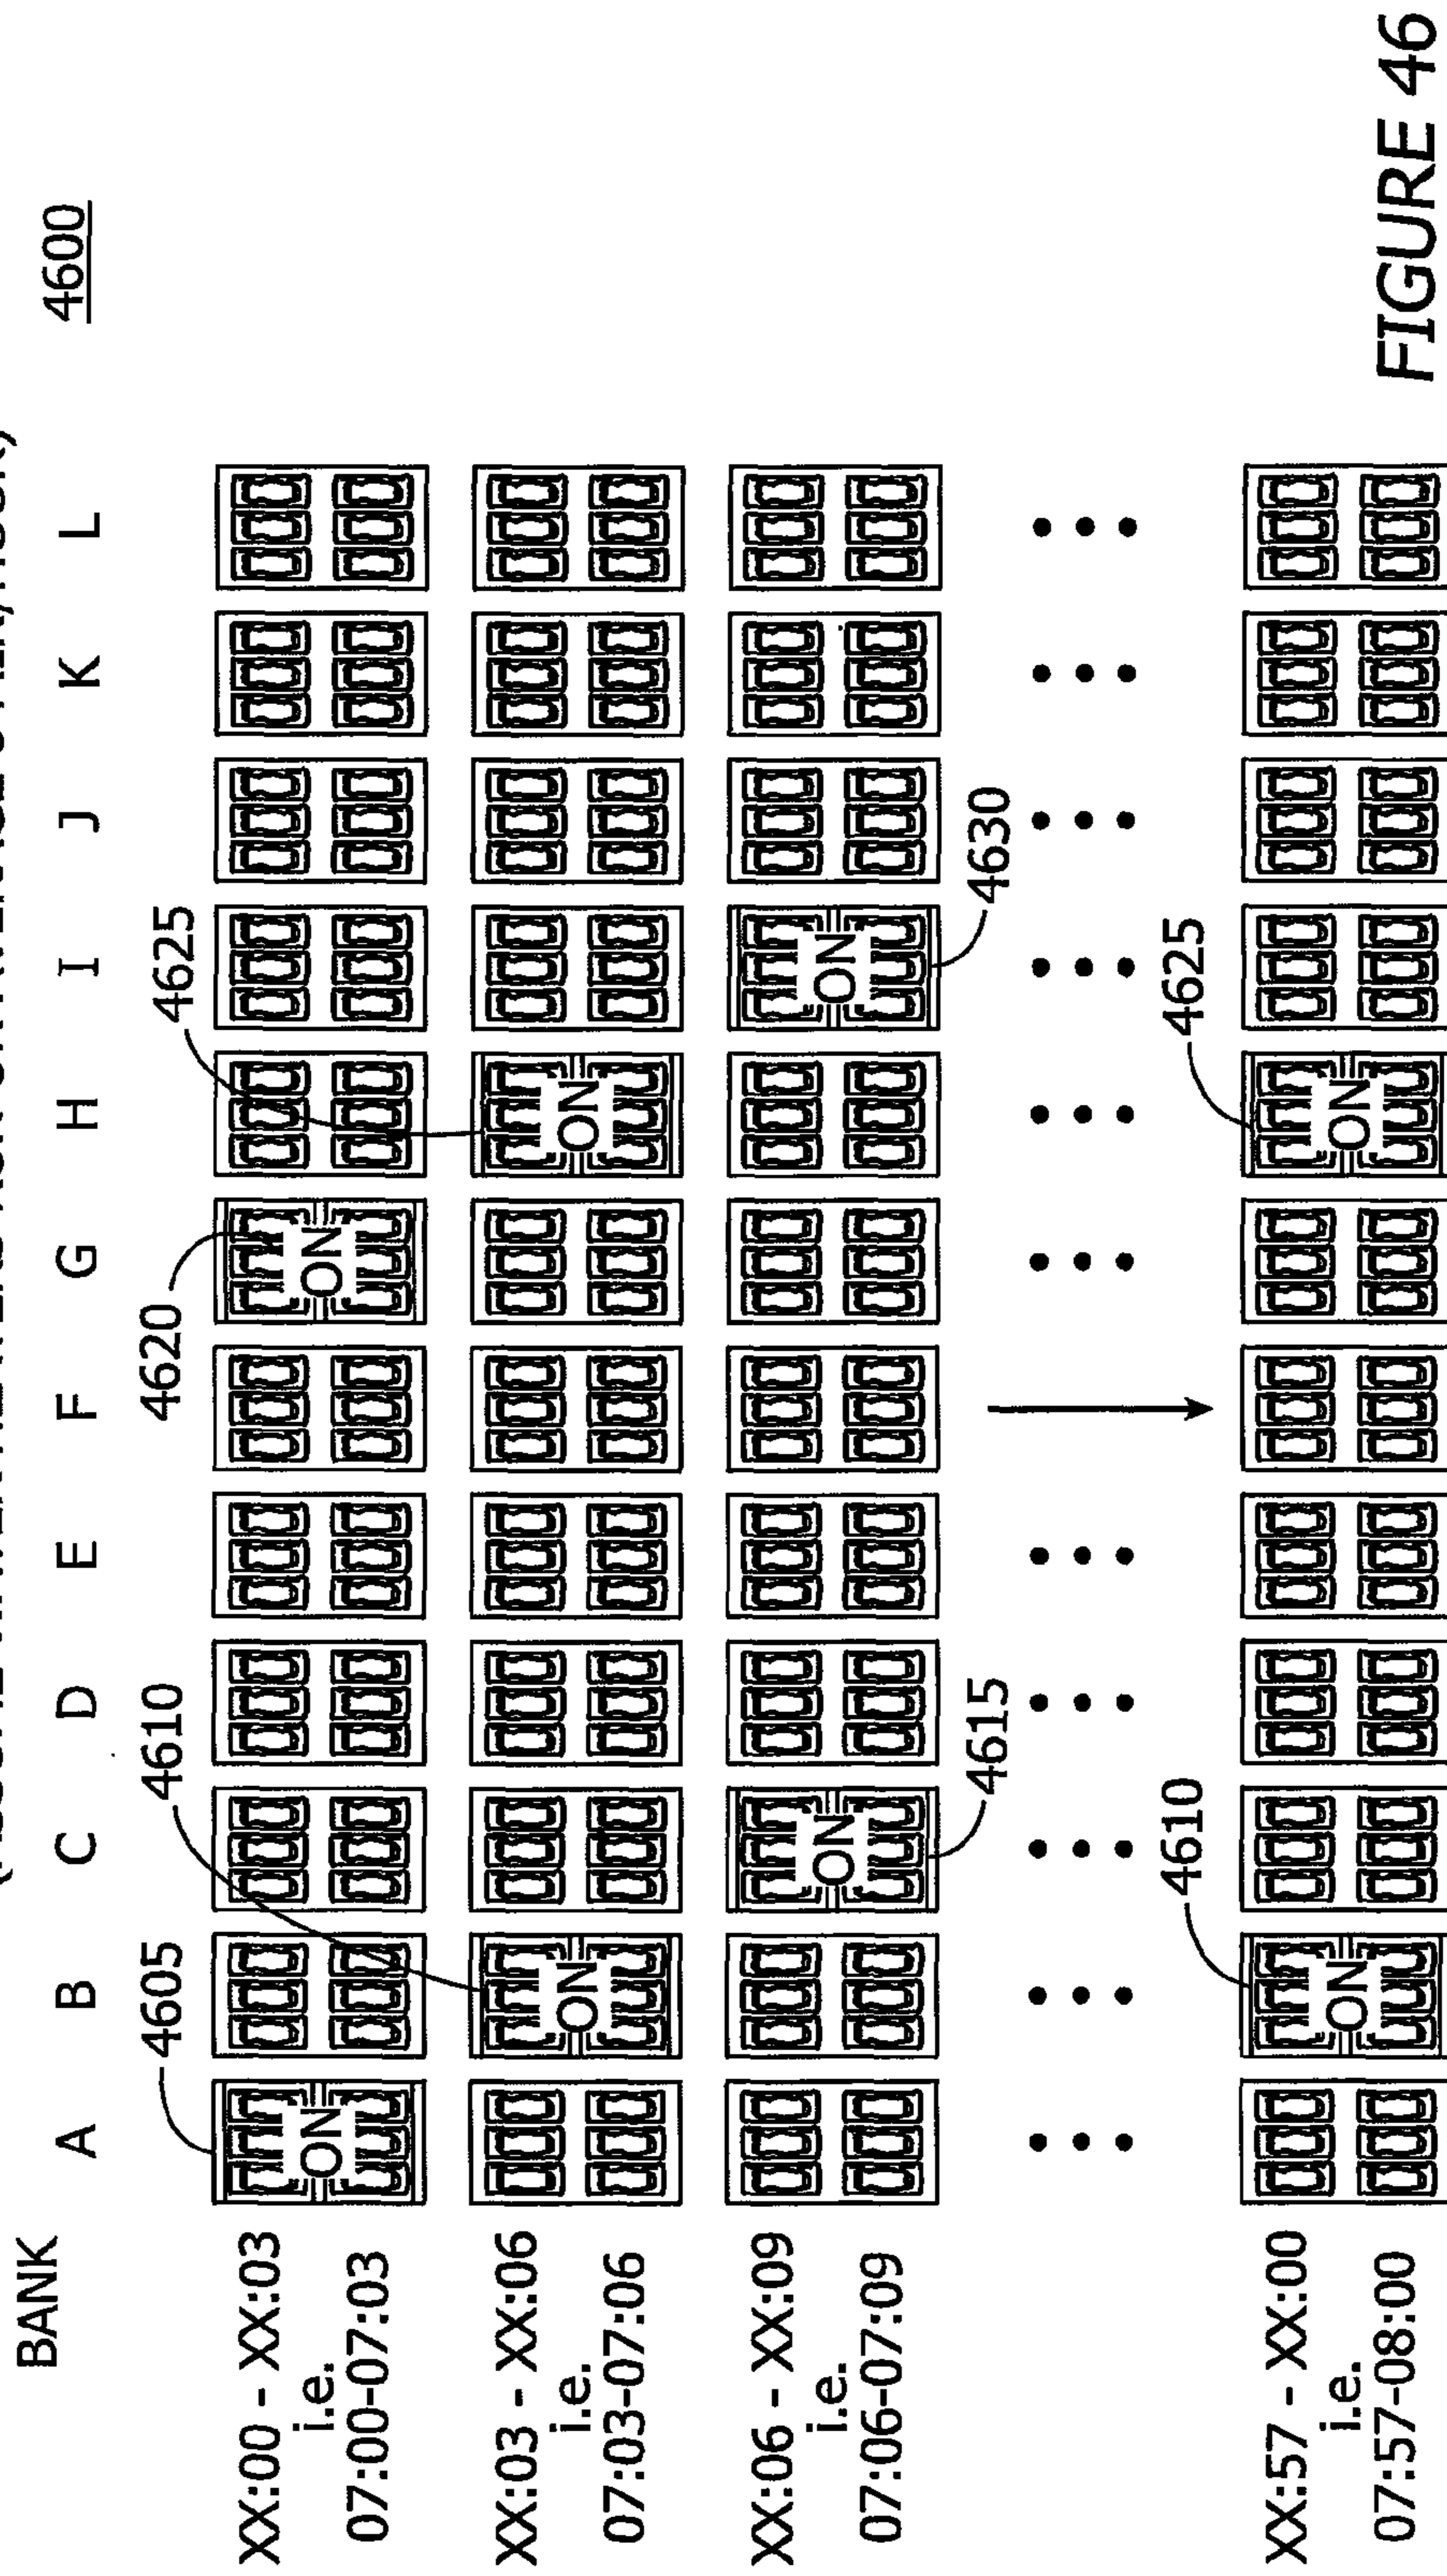 BANK
A B C D E F G H I J K L
4600
4605 4610 4620 4625
XX:00 - XX:03
i.e.
07:00-07:03
ON ON
XX:03 - XX:06
i.e.
07:03-07:06
ON ON
XX:06 - XX:09
i.e.
07:06-07:09
ON ON
4615 4630
4610 4625
XX:57 - XX:00
i.e.
07:57-08:00
ON ON
FIGURE 46